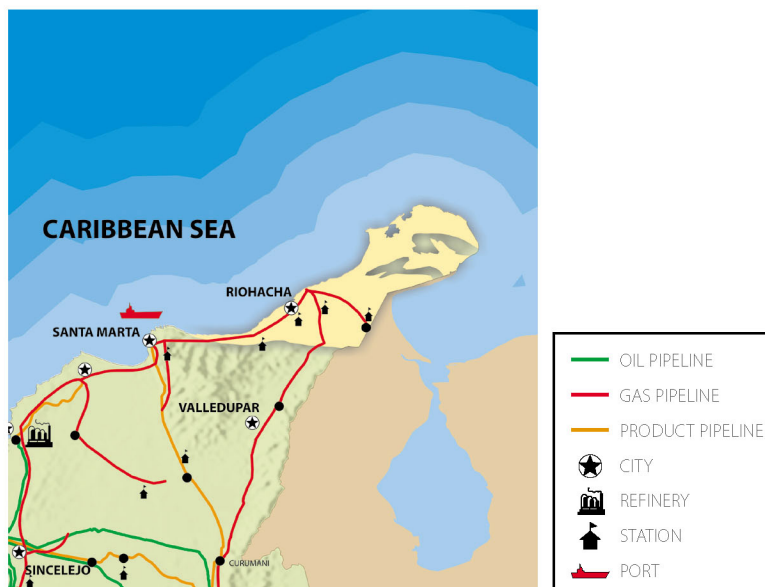 CARIBBEAN SEA
RIOHACHA
SANTA MARTA
VALLEDUPAR
CURUMANI
SINCELEJO
OIL PIPELINE
GAS PIPELINE
PRODUCT PIPELINE
CITY
REFINERY
STATION
PORT